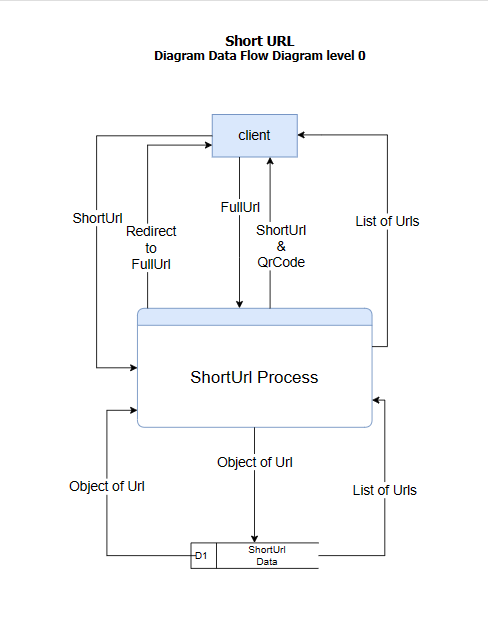 Short URL
Diagram Data Flow Diagram level 0
client
FullUrl
ShortUrl
Redirect
to
FullUrl
ShortUrl
&
QrCode
List of Urls
ShortUrl Process
Object of Url
Object of Url
List of Urls
D1
ShortUrl
Data